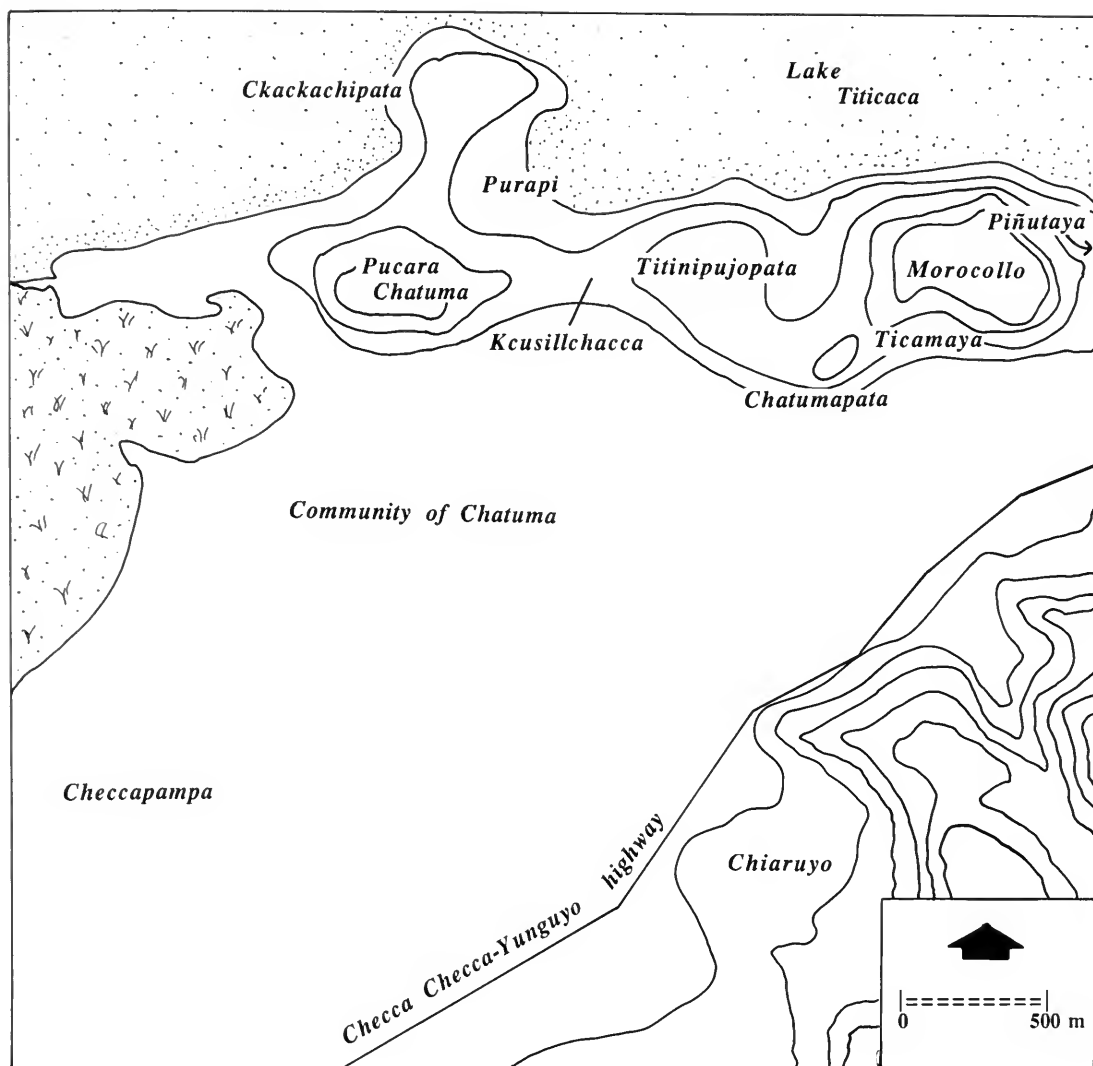 Lake
Titicaca
Ckackachipata
Purapi
Piñutaya
Pucara
Chatuma
Titinipujopata
Morocollo
Kcusillchacca
Ticamaya
Chatumapata
Community of Chatuma
Checcapampa
Chiaruyo
Checca Checca-Yunguyo highway
0 500 m